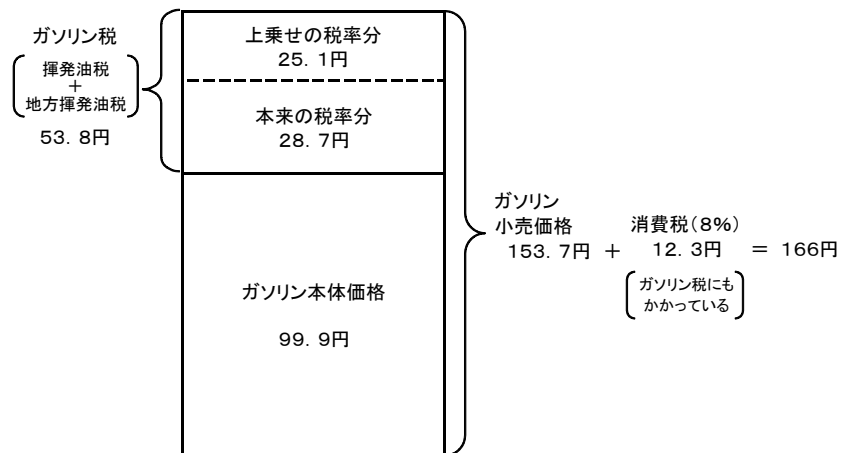 ガソリン税
揮発油税
＋
地方揮発油税
53．8円
上乗せの税率分
25．1円
本来の税率分
28．7円
ガソリン本体価格
99．9円
ガソリン
小売価格
153．7円 ＋
消費税（8％）
12．3円 ＝ 166円
ガソリン税にも
かかっている